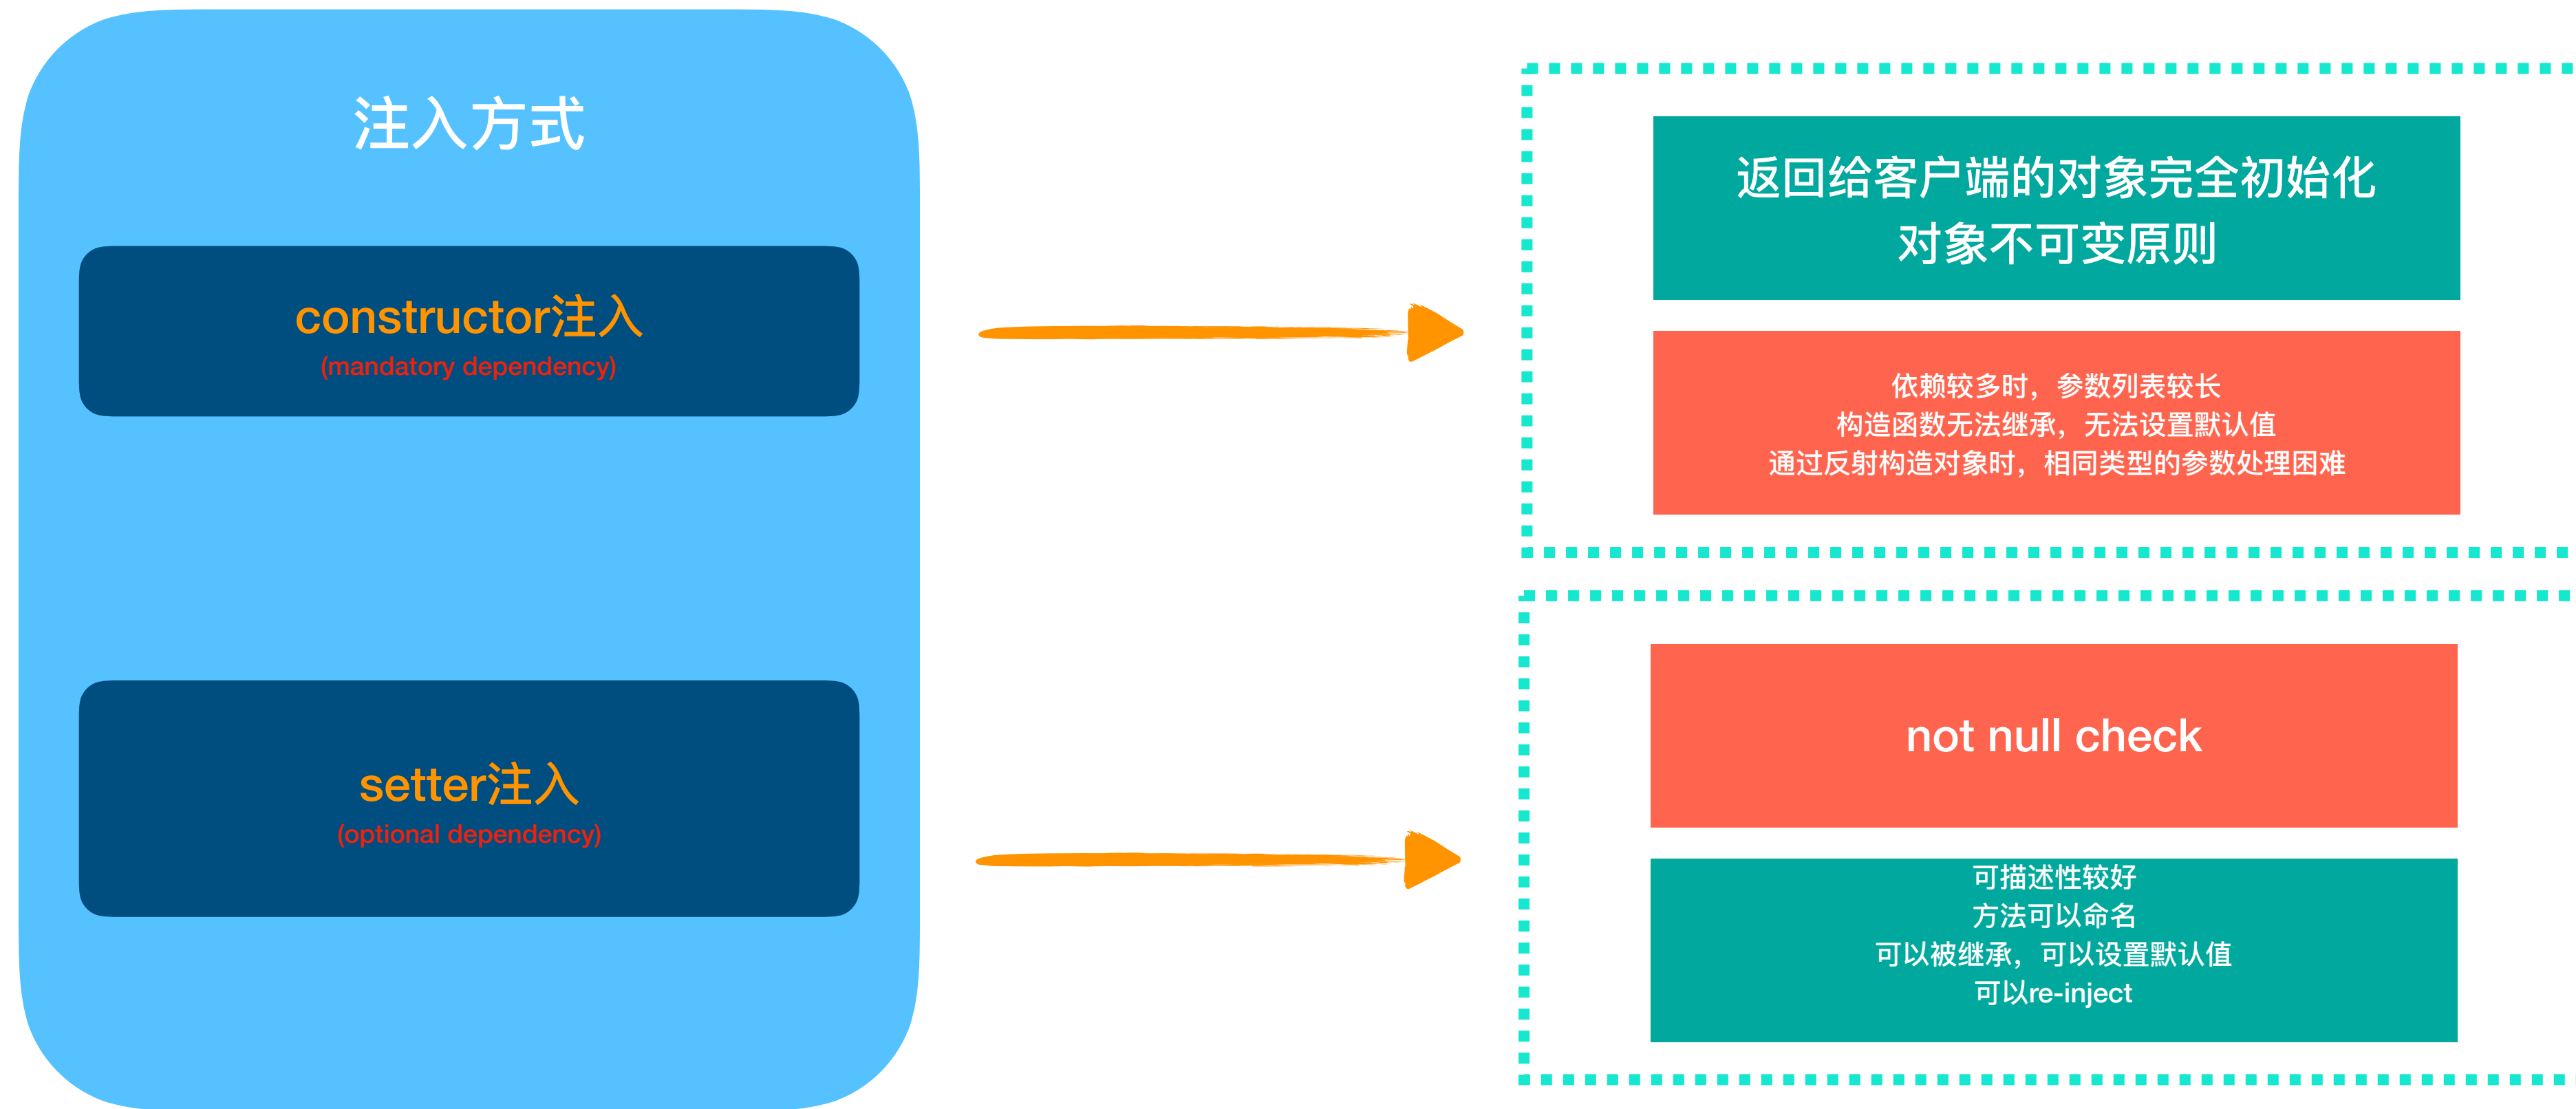 注入方式
constructor注入
(mandatory dependency)
setter注入
(optional dependency)
返回给客户端的对象完全初始化
对象不可变原则
依赖较多时，参数列表较长
构造函数无法继承，无法设置默认值
通过反射构造对象时，相同类型的参数处理困难
not null check
可描述性较好
方法可以命名
可以被继承，可以设置默认值
可以re-inject